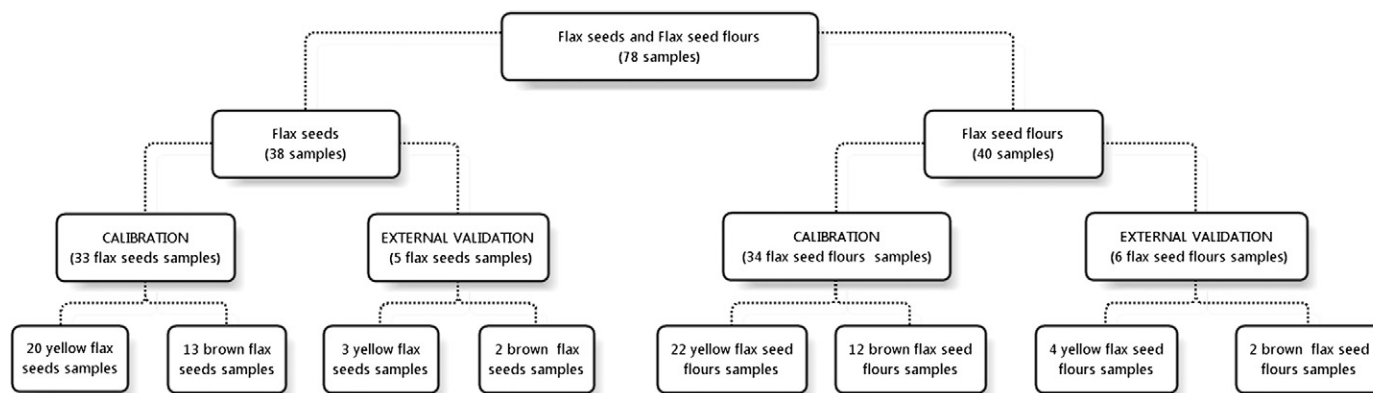 Flax seeds and Flax seed flours
(78 samples)
Flax seeds
(38 samples)
Flax seed flours
(40 samples)
CALIBRATION
(33 flax seeds samples)
EXTERNAL VALIDATION
(5 flax seeds samples)
CALIBRATION
(34 flax seed flours samples)
EXTERNAL VALIDATION
(6 flax seed flours samples)
20 yellow flax
seeds samples
13 brown flax
seeds samples
3 yellow flax
seeds samples
2 brown flax
seeds samples
22 yellow flax seed
flours samples
12 brown flax seed
flours samples
4 yellow flax seed
flours samples
2 brown flax seed
flours samples